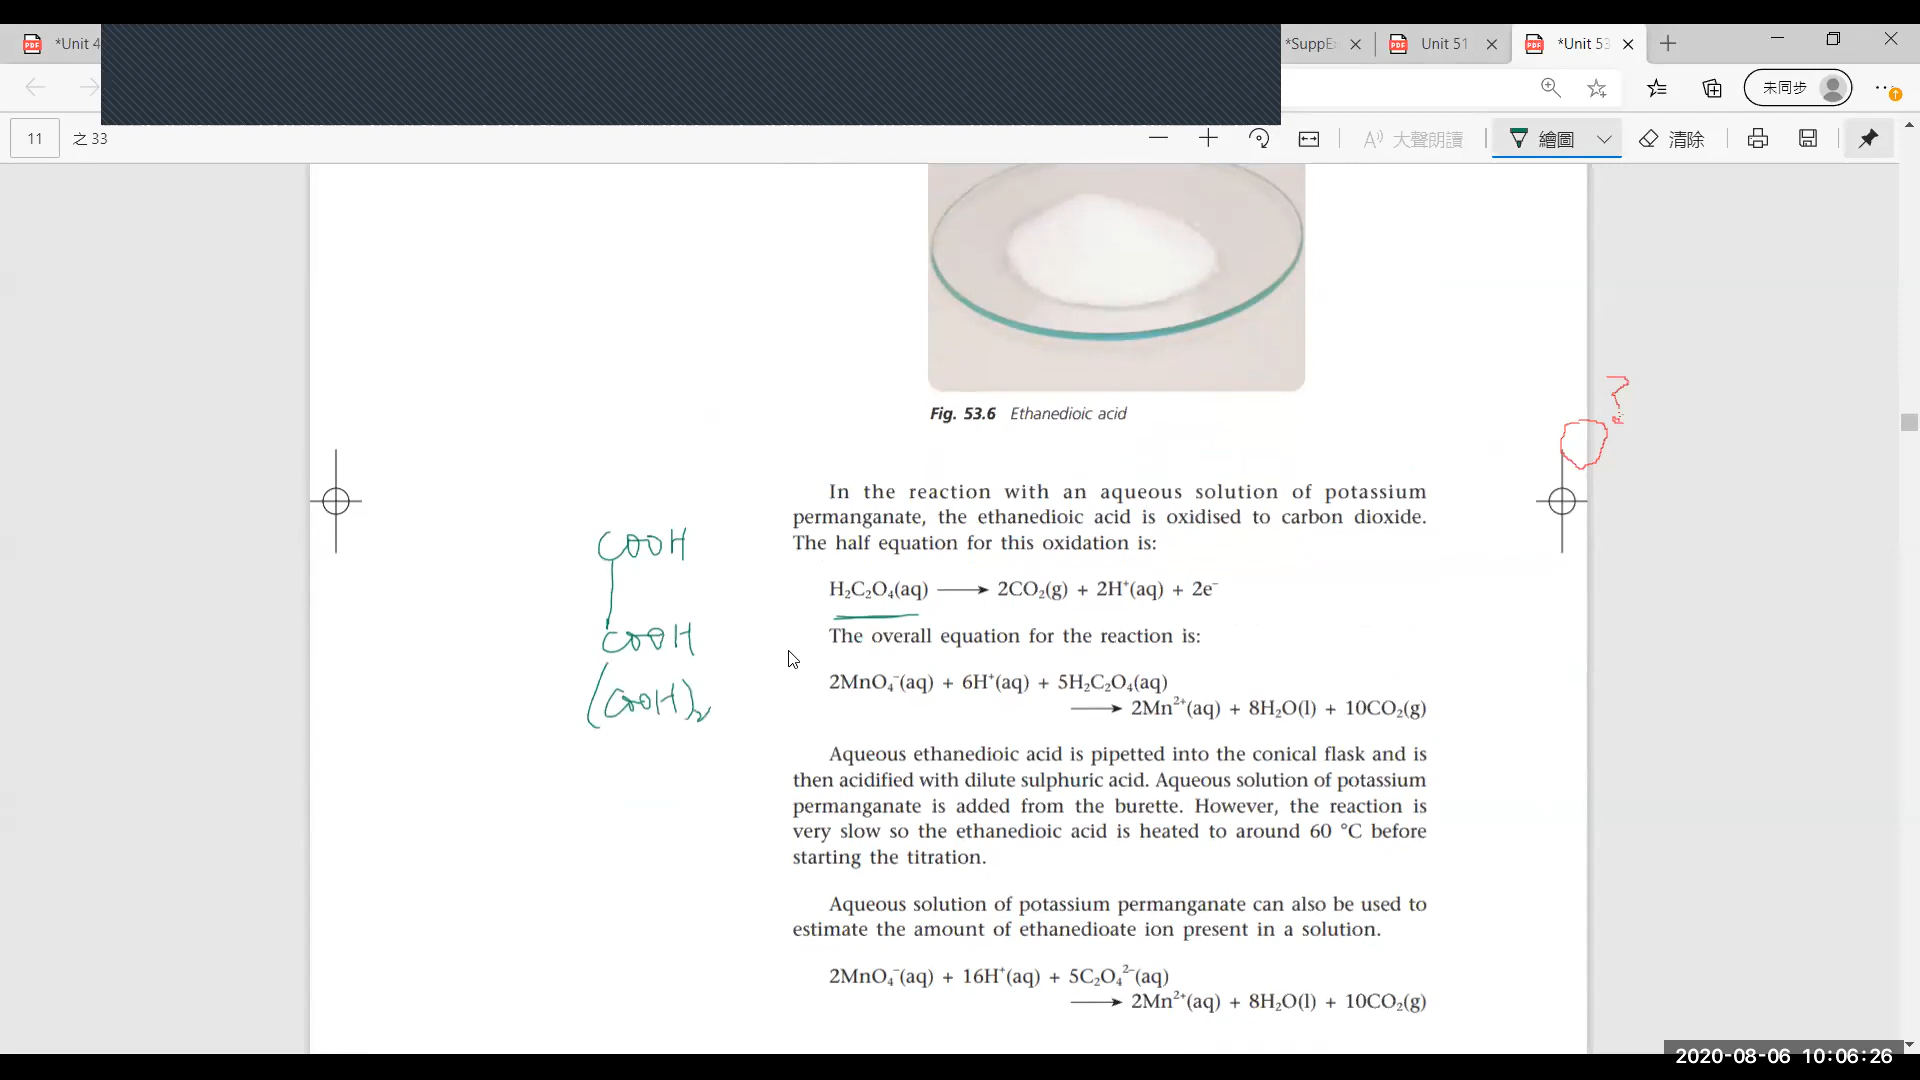 *Unit 4
*SuppEx
Unit 51
*Unit 53
未同步
11 之 33
大聲朗讀
繪圖
清除
Fig. 53.6 Ethanedioic acid
?
In the reaction with an aqueous solution of potassium
permanganate, the ethanedioic acid is oxidised to carbon dioxide.
The half equation for this oxidation is:
COOH
H₂C₂O₄(aq) ⟶ 2CO₂(g) + 2H⁺(aq) + 2e⁻
The overall equation for the reaction is:
COOH
2MnO₄⁻(aq) + 6H⁺(aq) + 5H₂C₂O₄(aq)
⟶ 2Mn²⁺(aq) + 8H₂O(l) + 10CO₂(g)
(COOH)₂
Aqueous ethanedioic acid is pipetted into the conical flask and is
then acidified with dilute sulphuric acid. Aqueous solution of potassium
permanganate is added from the burette. However, the reaction is
very slow so the ethanedioic acid is heated to around 60 °C before
starting the titration.
Aqueous solution of potassium permanganate can also be used to
estimate the amount of ethanedioate ion present in a solution.
2MnO₄⁻(aq) + 16H⁺(aq) + 5C₂O₄²⁻(aq)
⟶ 2Mn²⁺(aq) + 8H₂O(l) + 10CO₂(g)
2020-08-06 10:06:26